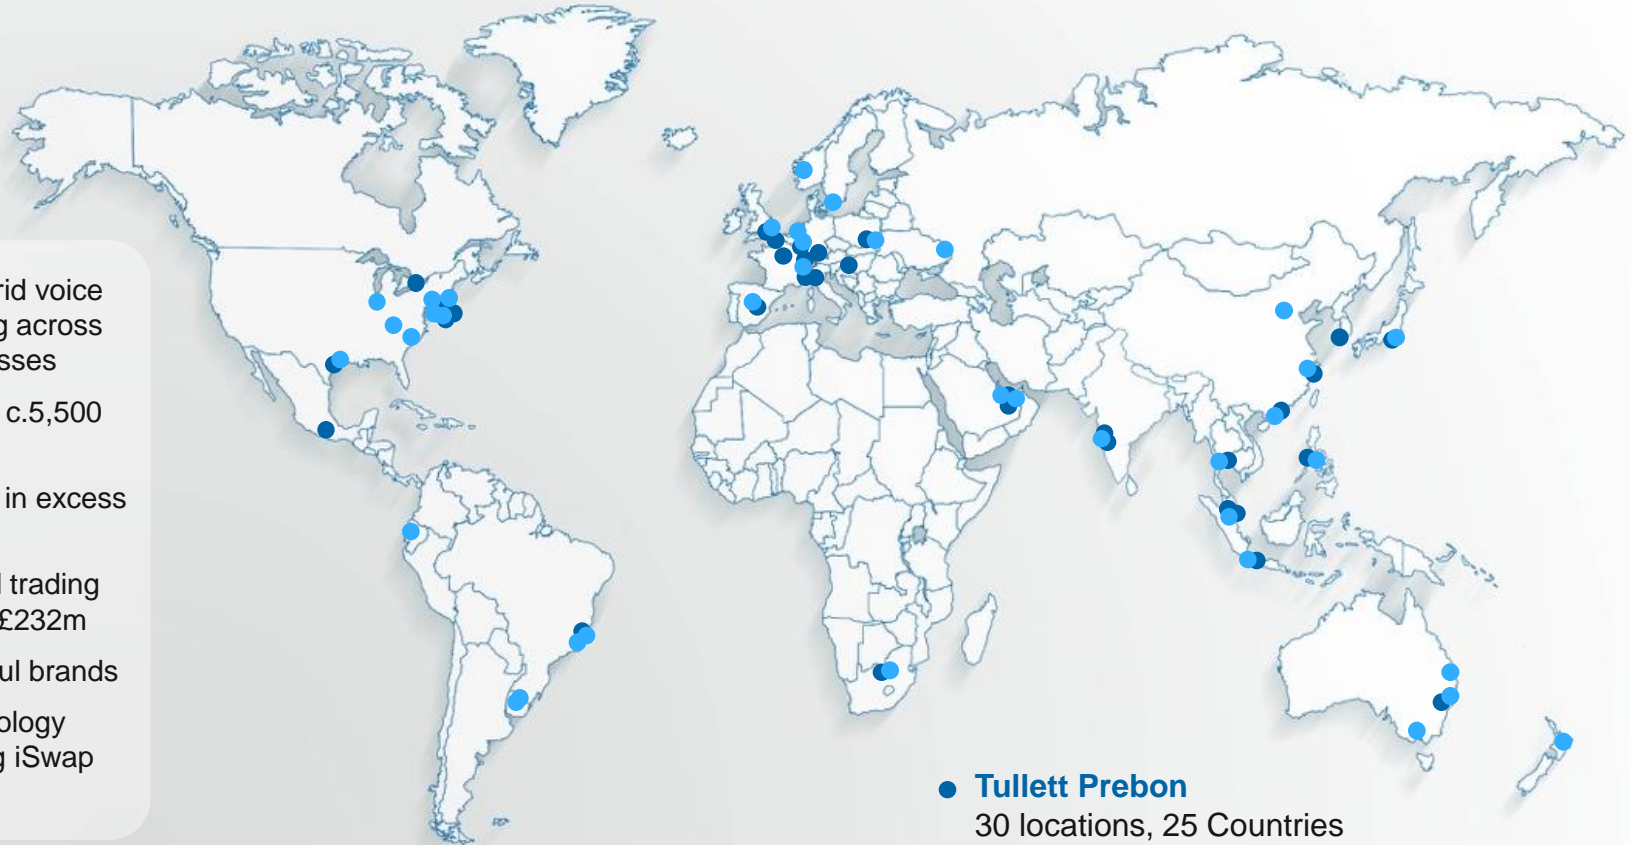 rid voice
g across
sses
c.5,500
in excess
l trading
£232m
ul brands
ology
g iSwap
Tullett Prebon
30 locations, 25 Countries